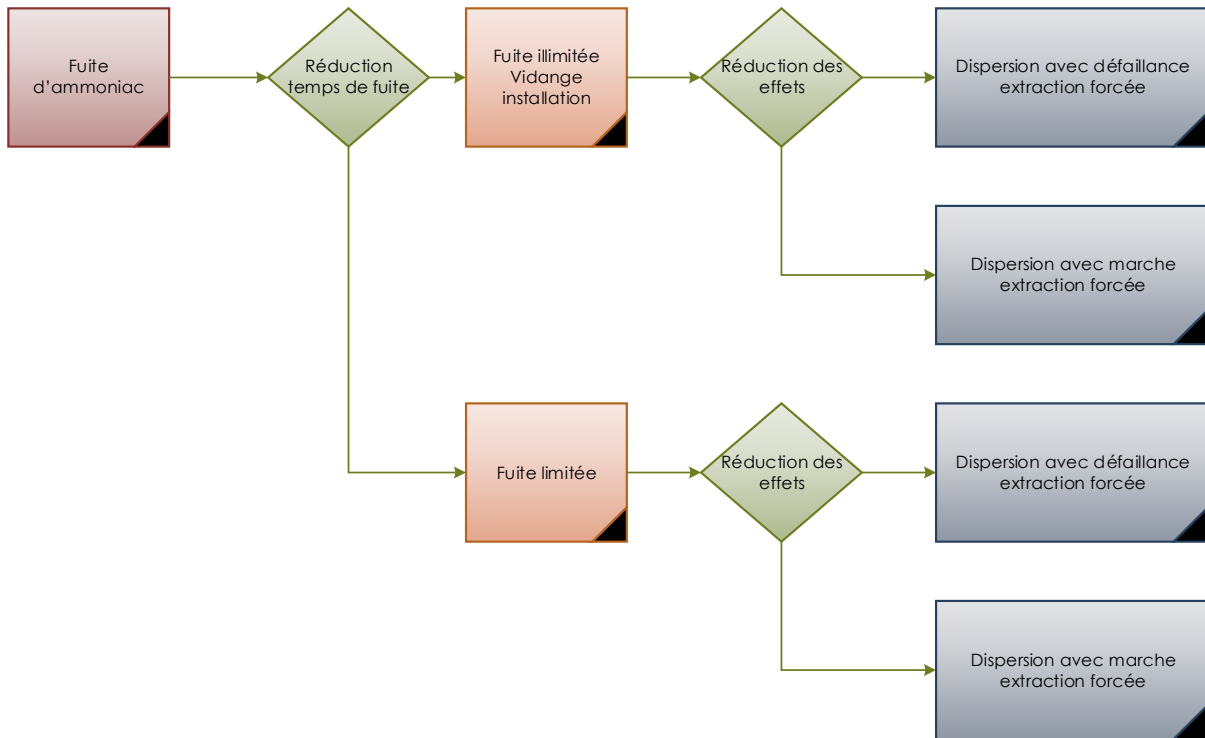 Fuite
d’ammoniac
Réduction
temps de fuite
Fuite illimitée
Vidange
installation
Réduction des
effets
Dispersion avec défaillance
extraction forcée
Dispersion avec marche
extraction forcée
Fuite limitée
Réduction des
effets
Dispersion avec défaillance
extraction forcée
Dispersion avec marche
extraction forcée